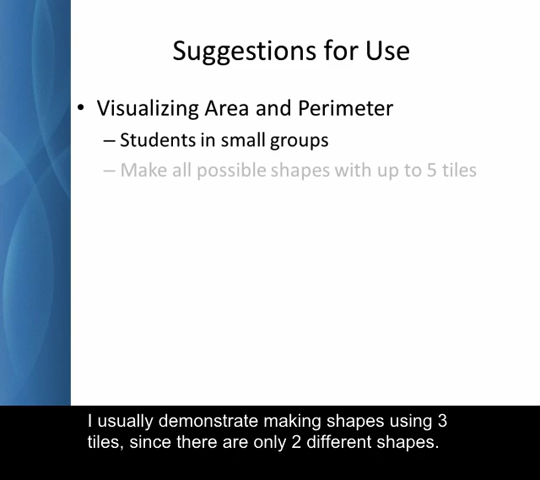 Suggestions for Use
• Visualizing Area and Perimeter
– Students in small groups
– Make all possible shapes with up to 5 tiles
I usually demonstrate making shapes using 3
tiles, since there are only 2 different shapes.